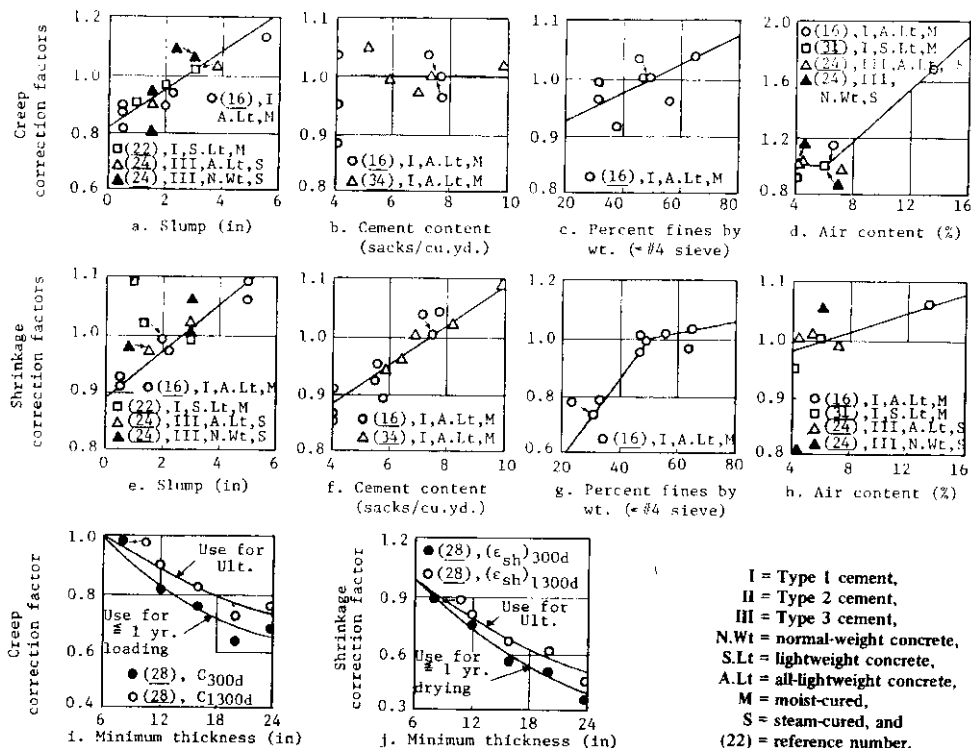 Creep correction factors
1.2
1.0
0.8
0.6
0 2 4 6
(16),I
A.Lt,M
(22),I,S.Lt,M
(24),III,A.Lt,S
(24),III,N.Wt,S
a. Slump (in)
1.1
1.0
0.9
0.8
4 6 8 10
(16),I,A.Lt,M
(34),I,A.Lt,M
b. Cement content
(sacks/cu.yd.)
1.1
1.0
0.9
0.8
20 40 60 80
(16),I,A.Lt,M
c. Percent fines by
wt. (#4 sieve)
2.0
1.6
1.2
1.0
0.8
4 8 12 16
(16),I,A.Lt,M
(31),I,S.Lt,M
(24),III,A.Lt,S
(24),III,
N.Wt,S
d. Air content (%)
Shrinkage correction factors
1.1
1.0
0.9
0.8
0 2 4 6
(16),I,A.Lt,M
(22),I,S.Lt,M
(24),III,A.Lt,S
(24),III,N.Wt,S
e. Slump (in)
1.1
1.0
0.9
0.8
4 6 8 10
(16),I,A.Lt,M
(34),I,A.Lt,M
f. Cement content
(sacks/cu.yd.)
1.2
1.0
0.8
0.6
20 40 60 80
(16),I,A.Lt,M
g. Percent fines by
wt. (#4 sieve)
1.1
1.0
0.9
0.8
4 8 12 16
(16),I,A.Lt,M
(31),I,S.Lt,M
(24),III,A.Lt,S
(24),III,N.Wt,S
h. Air content (%)
Creep
correction factor
1.0
0.8
0.6
0.4
6 12 18 24
Use for
Ult.
Use for
≦ 1 yr.
loading
(28), C300d
(28), C1300d
i. Minimum thickness (in)
Shrinkage
correction factor
0.9
0.6
0.3
6 12 18 24
(28),(εsh)300d
(28),(εsh)1300d
Use for
Ult.
Use for
≦ 1 yr.
drying
j. Minimum thickness (in)
I = Type 1 cement,
II = Type 2 cement,
III = Type 3 cement,
N.Wt = normal-weight concrete,
S.Lt = lightweight concrete,
A.Lt = all-lightweight concrete,
M = moist-cured,
S = steam-cured, and
(22) = reference number.